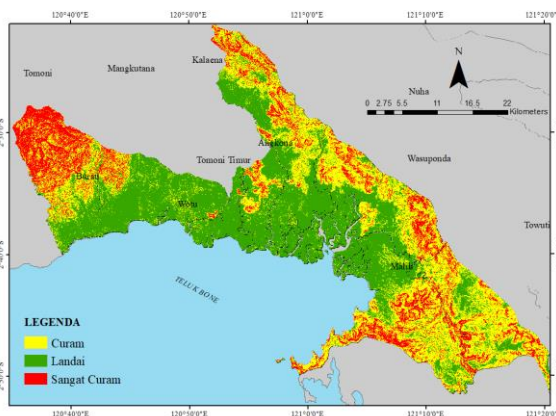 120°40'0"E 120°50'0"E 121°0'0"E 121°10'0"E 121°20'0"E
Kalaena
Tomoni Mangkutana
N
Nuha
0 2.75 5.5 11 16.5 22
Kilometers
Angkona
Tomoni Timur
Wasuponda
Burau
Wotu
Towuti
2°40'0"S
Malili
TELUK BONE
LEGENDA
Curam
Landai
Sangat Curam
120°40'0"E 120°50'0"E 121°0'0"E 121°10'0"E 121°20'0"E